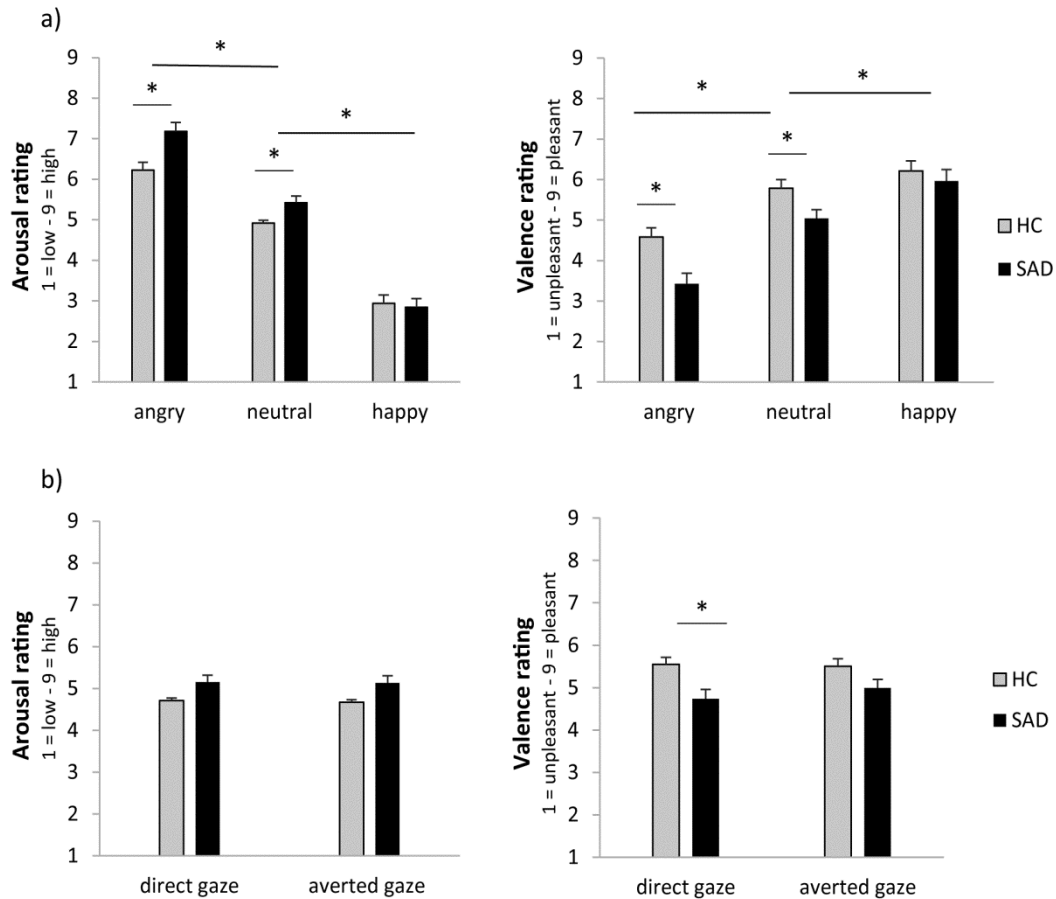 a)
Arousal rating
1 = low - 9 = high
9
8
7
6
5
4
3
2
1
*
*
*
*
angry neutral happy
Valence rating
1 = unpleasant - 9 = pleasant
9
8
7
6
5
4
3
2
1
*
*
*
*
angry neutral happy
HC
SAD
b)
Arousal rating
1 = low - 9 = high
9
8
7
6
5
4
3
2
1
direct gaze averted gaze
Valence rating
1 = unpleasant - 9 = pleasant
9
8
7
6
5
4
3
2
1
*
direct gaze averted gaze
HC
SAD